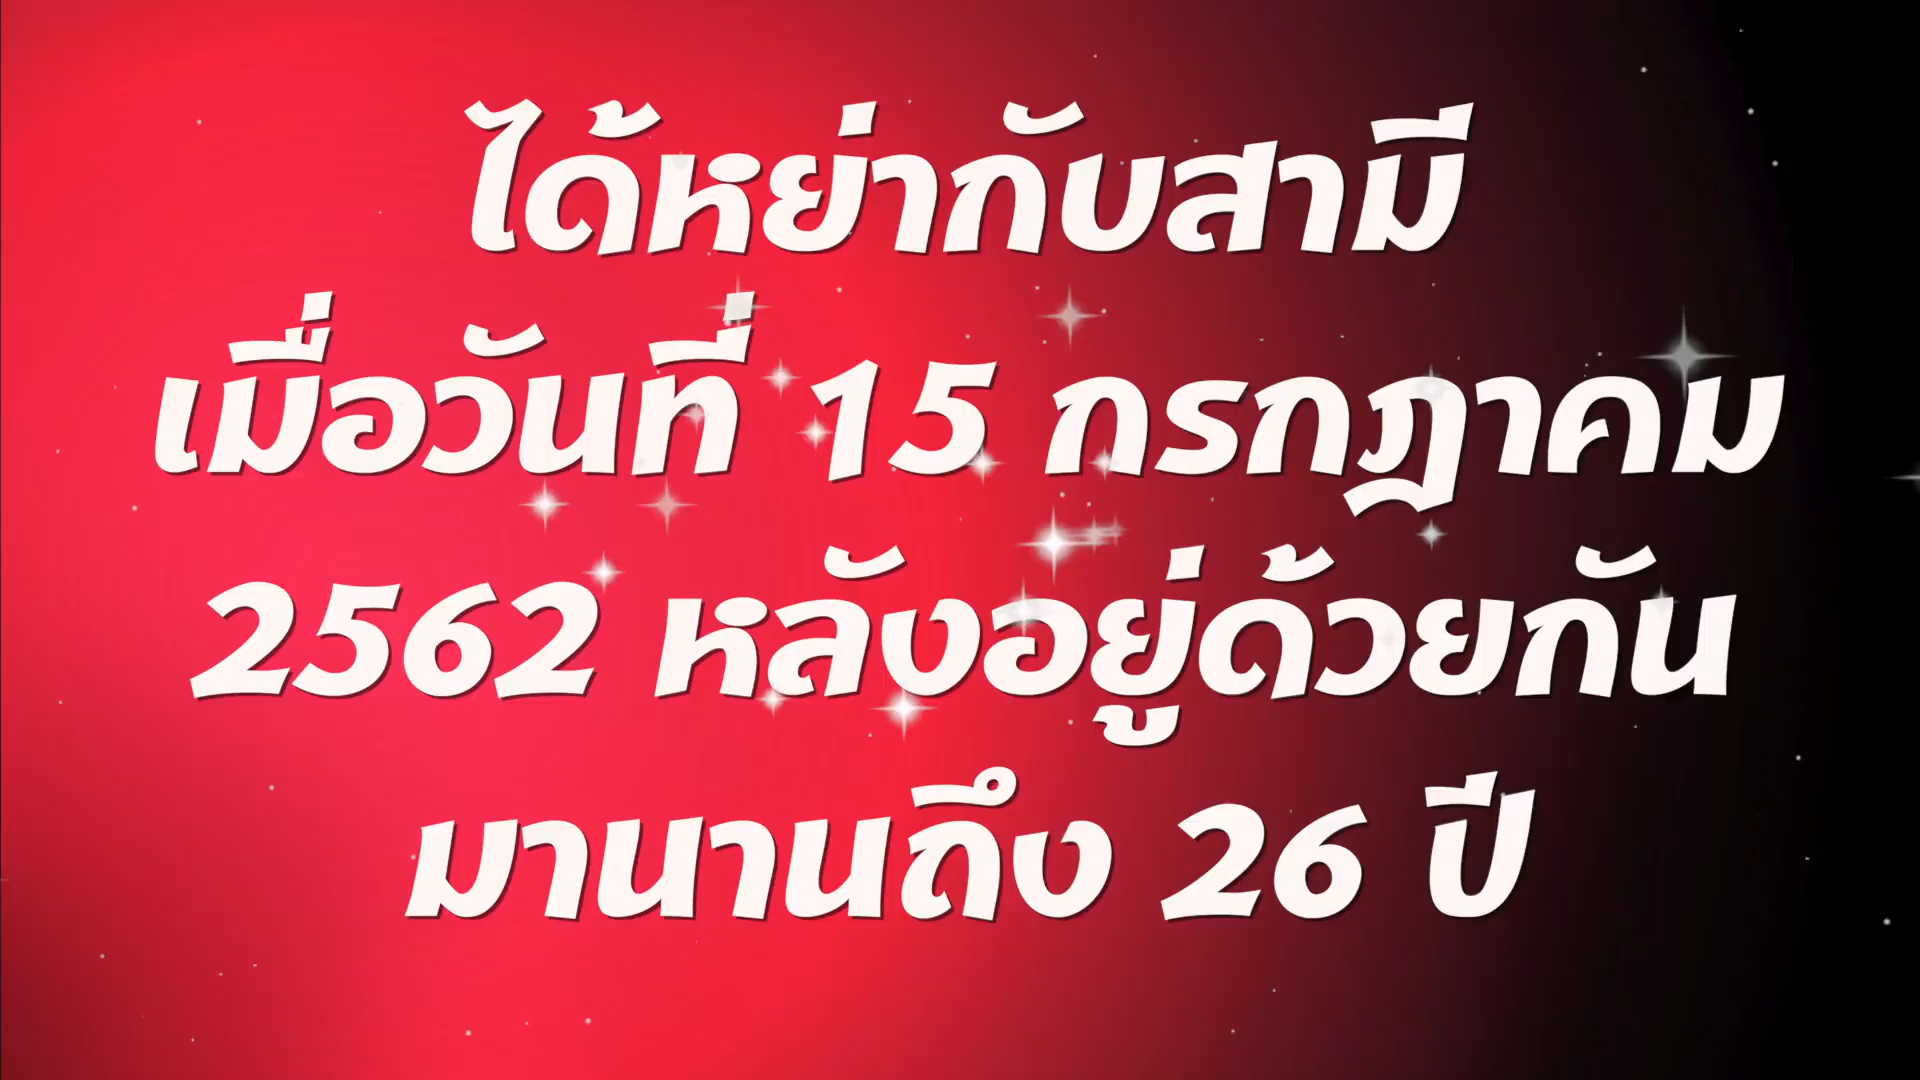 ได้หย่ากับสามี
เมื่อวันที่ 15 กรกฎาคม
2562 หลังอยู่ด้วยกัน
มานานถึง 26 ปี